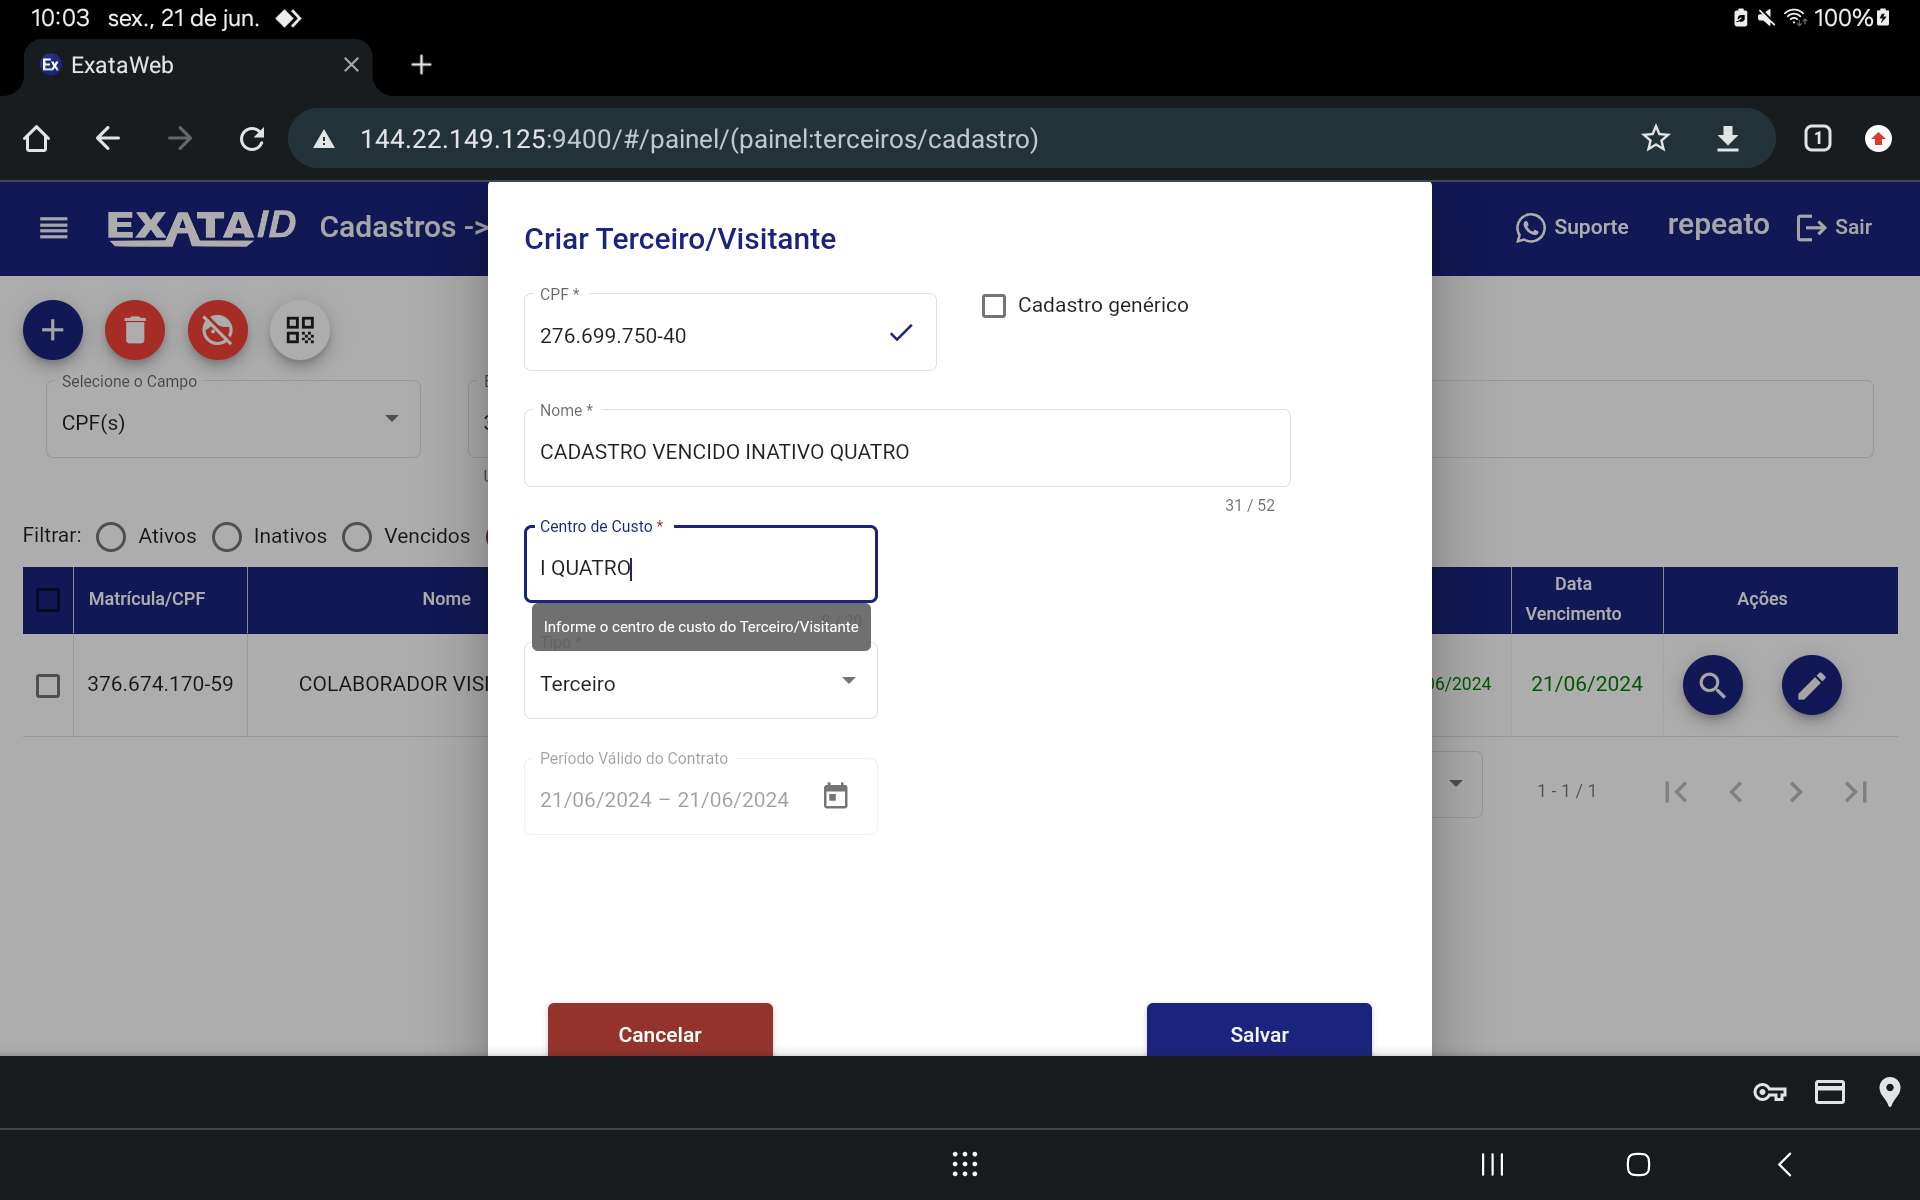 10:03 sex., 21 de jun. 100%
Ex ExataWeb
144.22.149.125:9400/#/painel/(painel:terceiros/cadastro) 1
EXATAID Cadastros -> Suporte repeato Sair
Criar Terceiro/Visitante
CPF *
276.699.750-40
Cadastro genérico
Selecione o Campo
CPF(s)
Nome *
CADASTRO VENCIDO INATIVO QUATRO
31 / 52
Filtrar: Ativos Inativos Vencidos
Centro de Custo *
I QUATRO
Informe o centro de custo do Terceiro/Visitante
Matrícula/CPF Nome Data Vencimento Ações
Tipo *
Terceiro
376.674.170-59 COLABORADOR VISI 06/2024 21/06/2024
Período Válido do Contrato
21/06/2024 – 21/06/2024
1 - 1 / 1
Cancelar Salvar